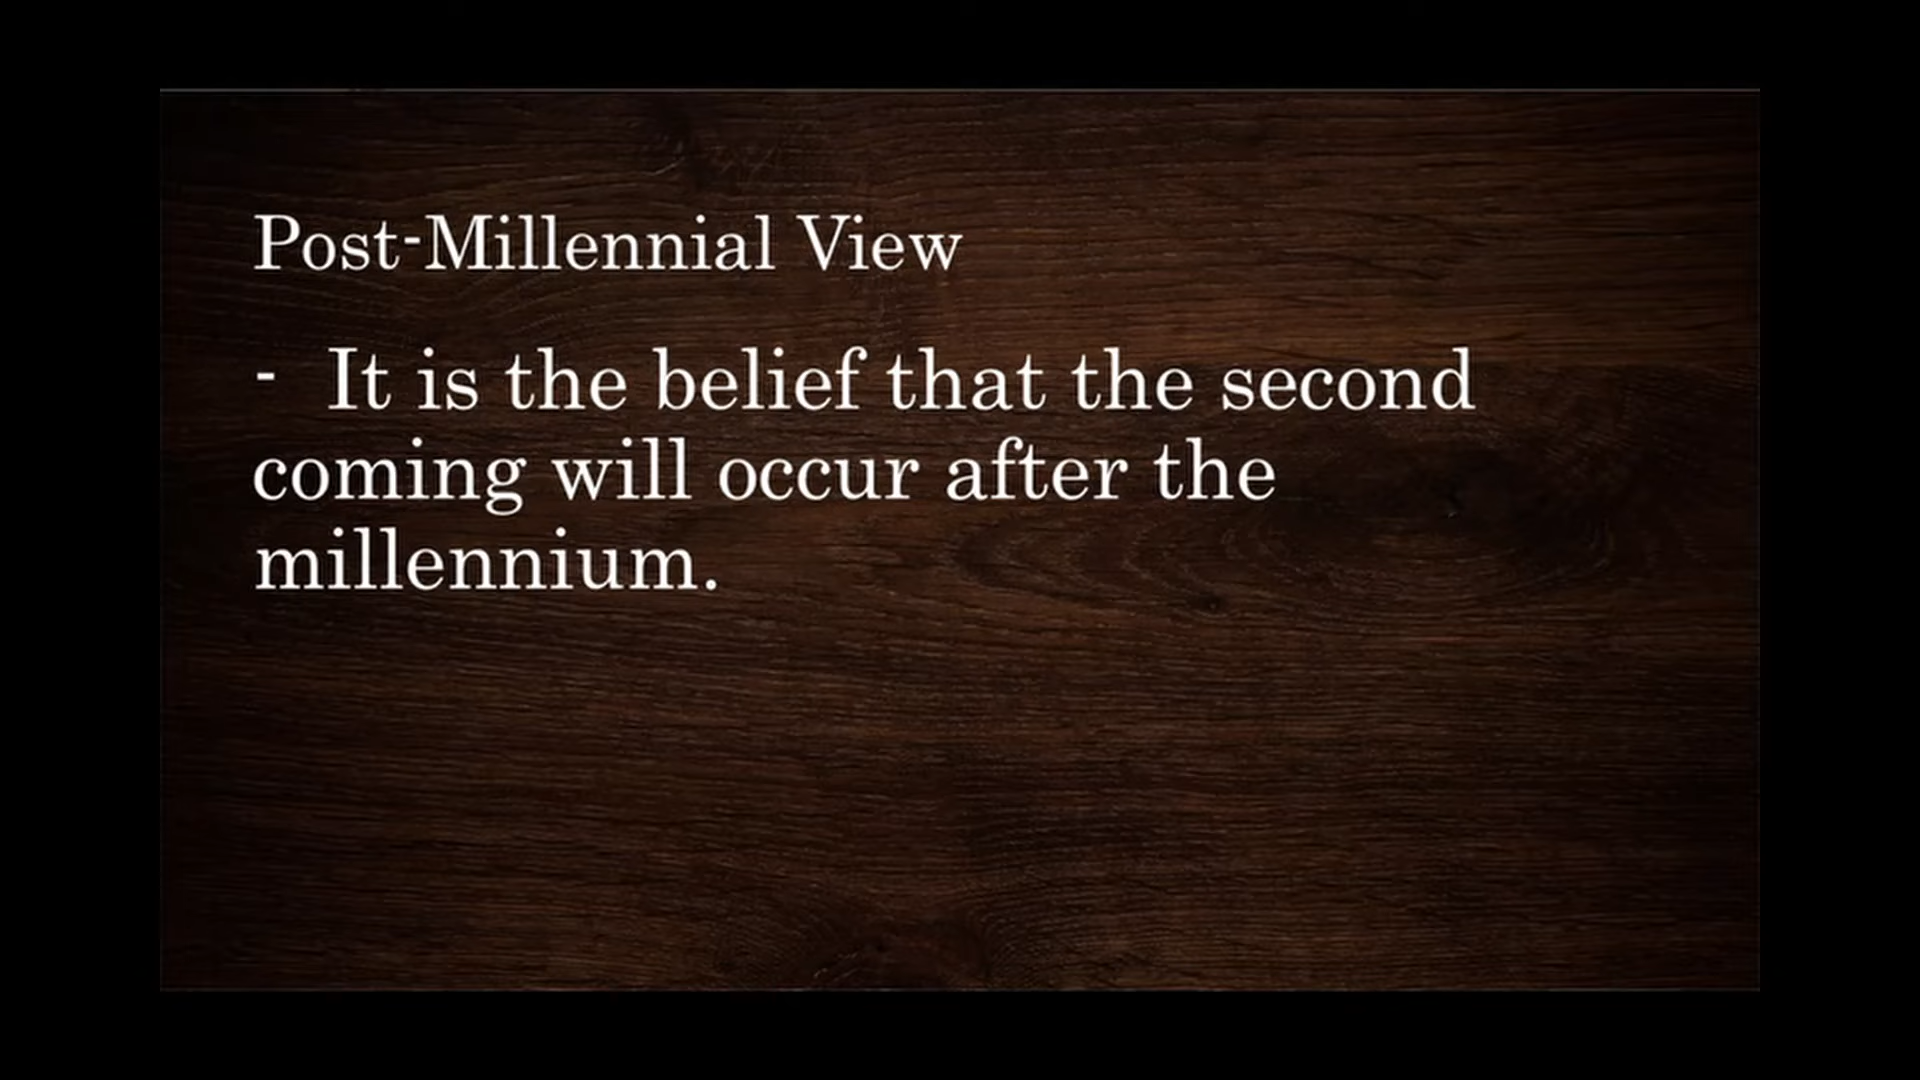 Post-Millennial View
- It is the belief that the second
coming will occur after the
millennium.